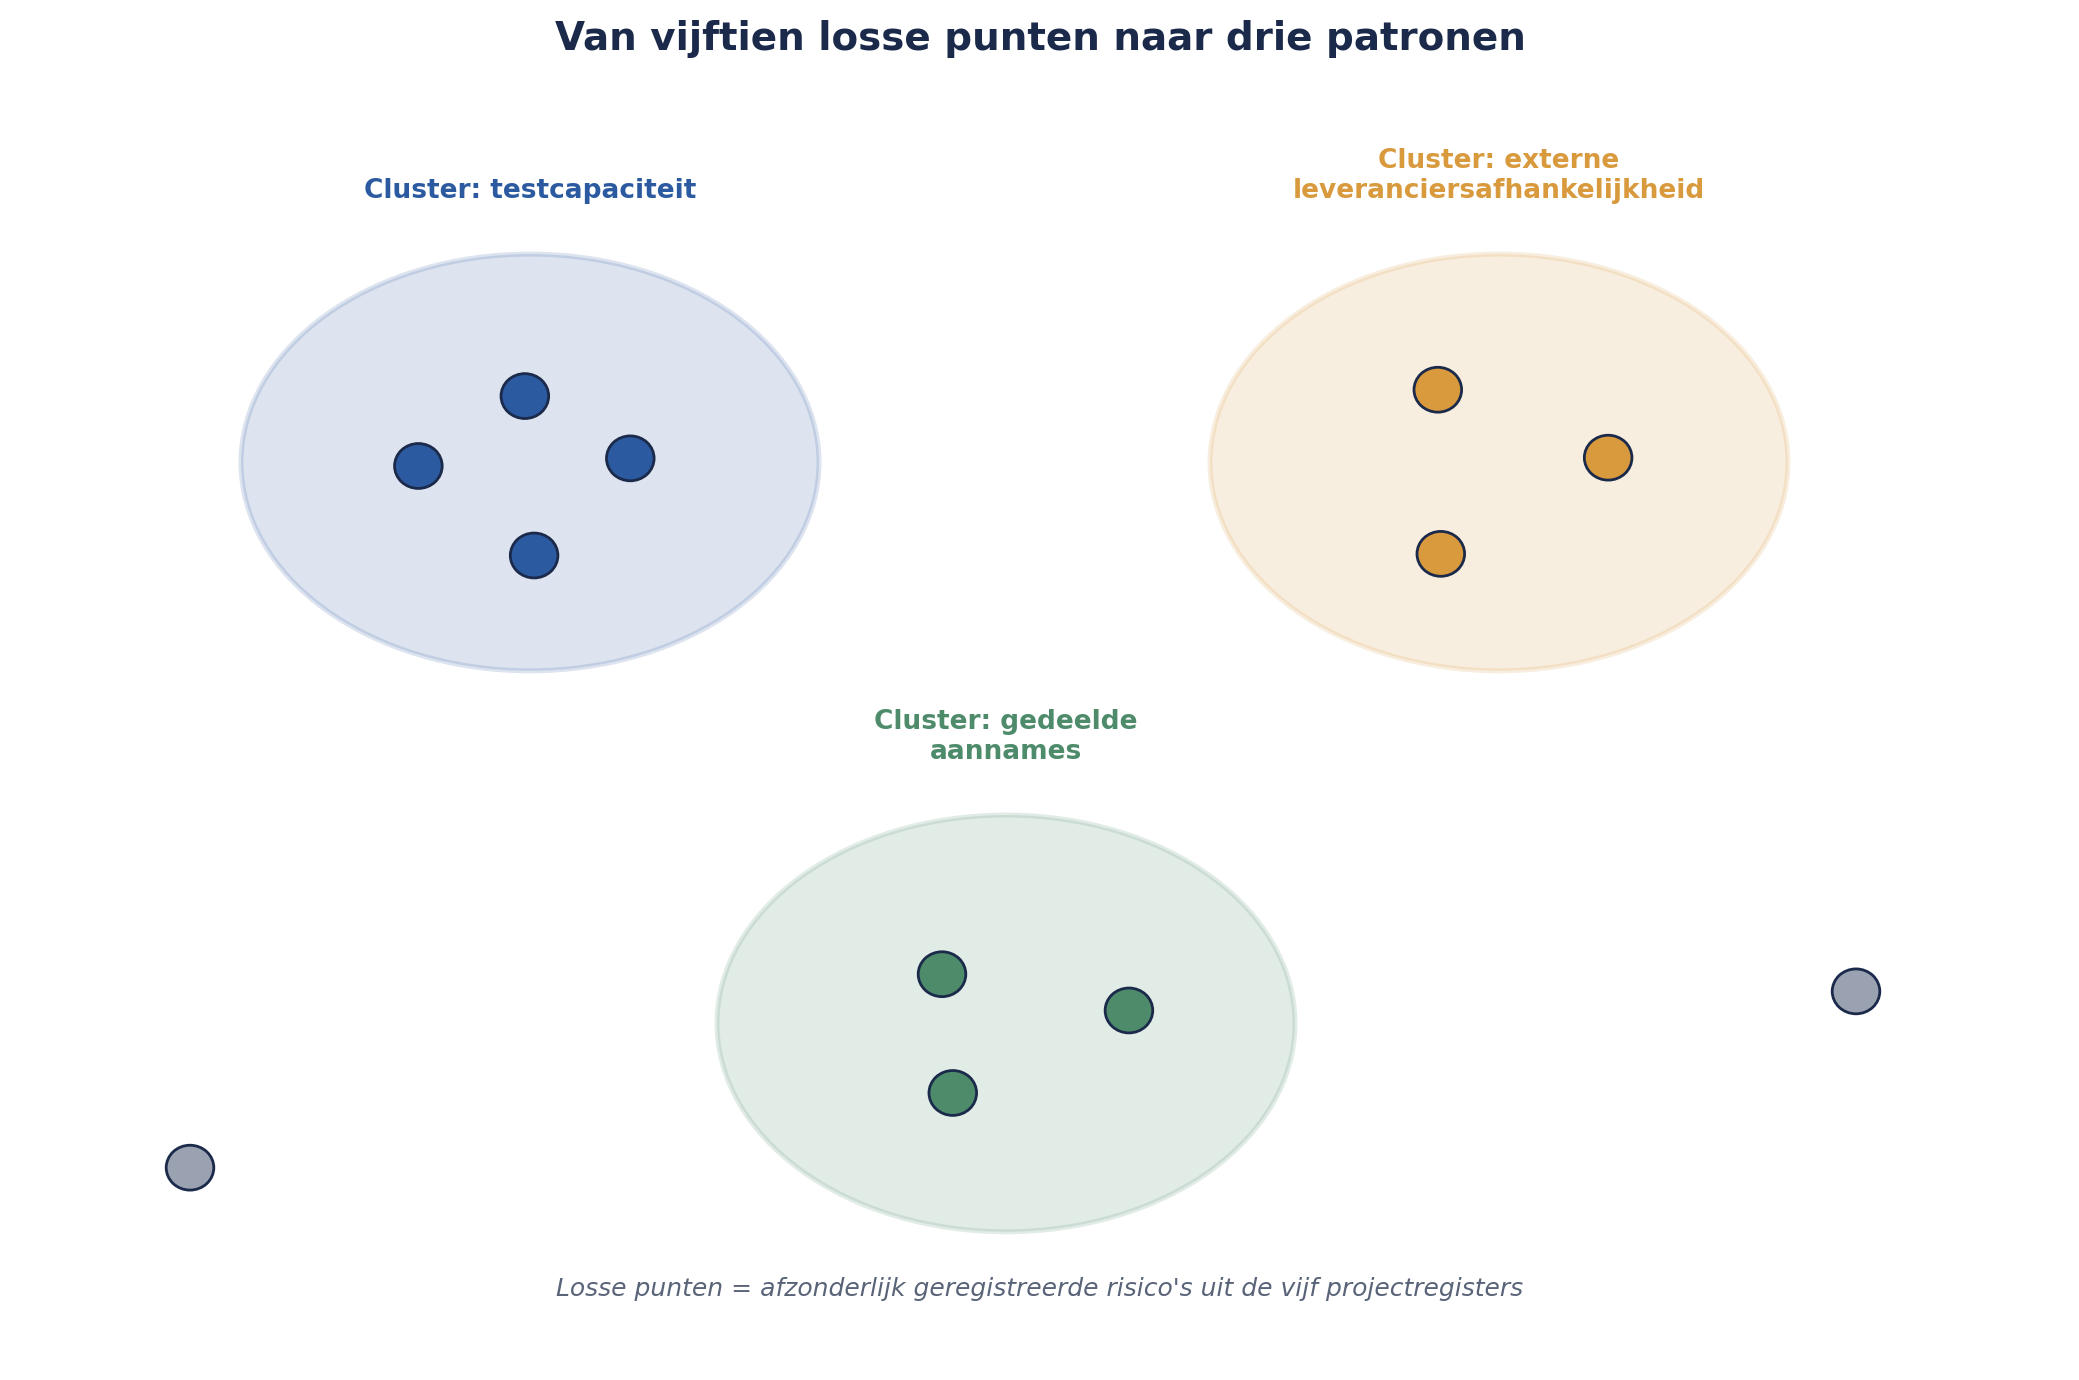 Van vijftien losse punten naar drie patronen
Cluster: testcapaciteit
Cluster: externe
leveranciersafhankelijkheid
Cluster: gedeelde
aannames
Losse punten = afzonderlijk geregistreerde risico's uit de vijf projectregisters